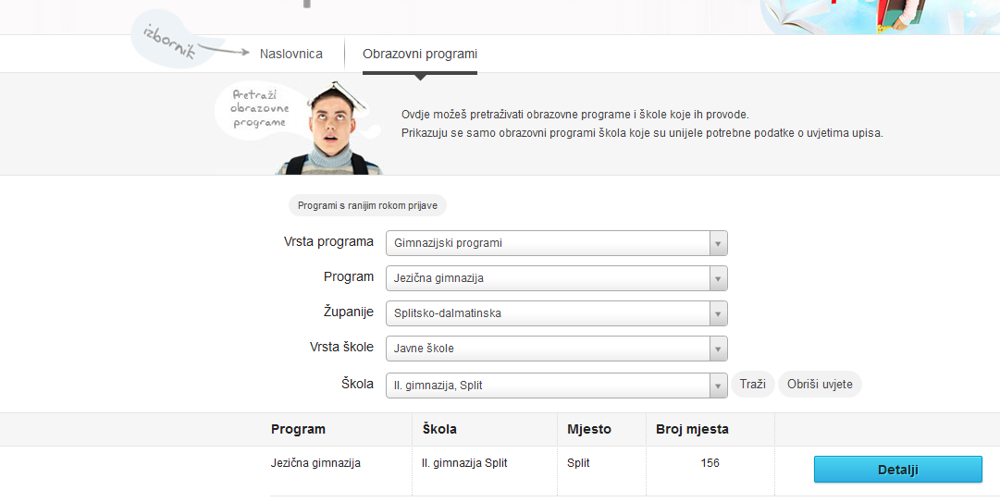 izbornik
Naslovnica
Obrazovni programi
Pretraži
obrazovne
programe
Ovdje možeš pretraživati obrazovne programe i škole koje ih provode.
Prikazuju se samo obrazovni programi škola koje su unijele potrebne podatke o uvjetima upisa.
Programi s ranijim rokom prijave
Vrsta programa Gimnazijski programi
Program Jezična gimnazija
Županije Splitsko-dalmatinska
Vrsta škole Javne škole
Škola II. gimnazija, Split Traži Obriši uvjete
Program Škola Mjesto Broj mjesta
Jezična gimnazija II. gimnazija Split Split 156 Detalji